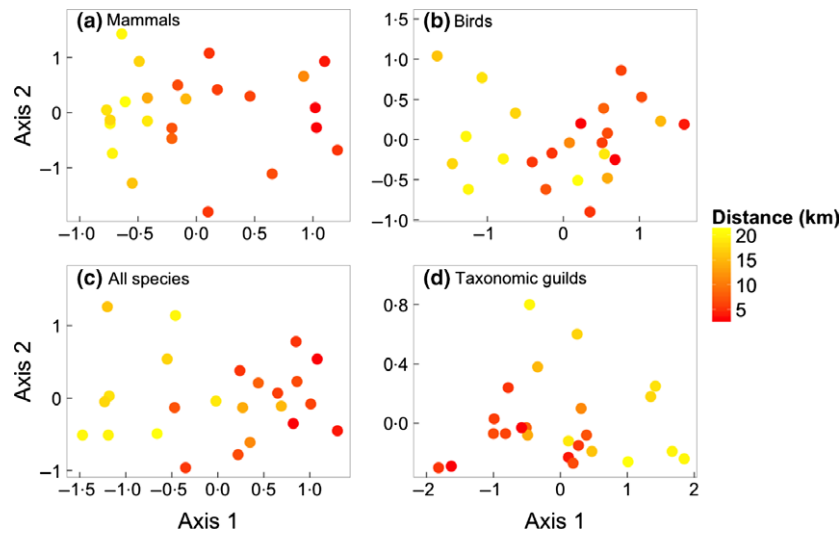 (a) Mammals
(b) Birds
1·5
1
1·0
0·5
0
0·0
−0·5
−1
−1·0
Axis 2
−1·0 −0·5 0·0 0·5 1·0
−1 0 1
Distance (km)
20
15
10
5
(c) All species
(d) Taxonomic guilds
0·8
1
0·4
0
0·0
−1
Axis 2
−1·5 −1·0 −0·5 0·0 0·5 1·0
−2 −1 0 1 2
Axis 1
Axis 1